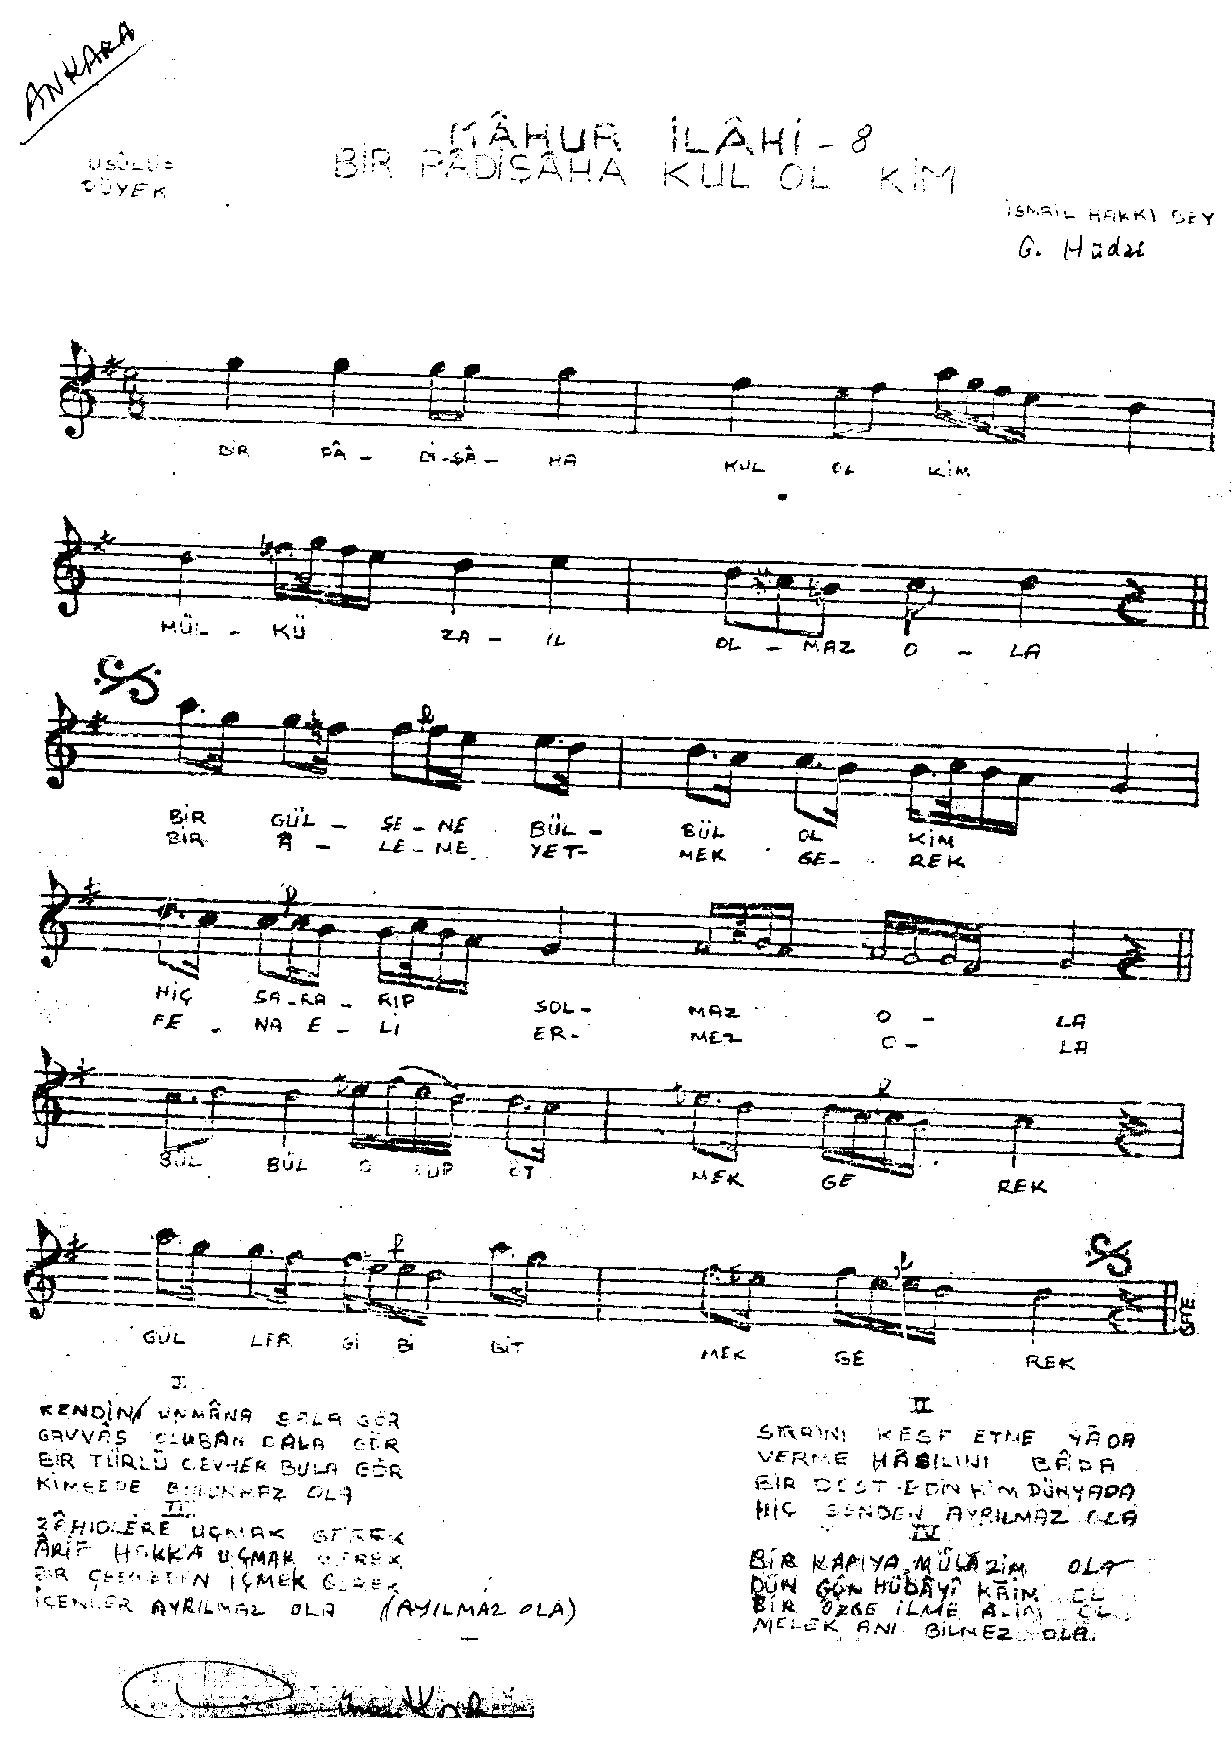 ANKARA
MÂHUR İLÂHİ - 8
USÛLÜ:
DÜYEK
BİR PÂDİŞÂHA KUL OL KİM
İSMAİL HAKKI BEY
G. Hüdai
BİR PÂ - Dİ-ŞÂ - HA KUL OL KİM
MÜL - KÜ ZA - İL OL - MAZ O - LA
BİR GÜL - ŞE - NE BÜL - BÜL OL KİM
BİR Â - LE - ME YET- MEK GE - REK
HİÇ SA-RA - RIP SOL- MAZ O - LA
FE - NA E - Lİ ER- MEZ O - LA
BÜL BÜL O LUP ÖT MEK GE REK
GÜL LER Gİ Bİ BİT MEK GE REK
I.
KENDİNİ UMMÂNA SALA GÖR
GAVVÂS OLUBAN DALA GÖR
BİR TÜRLÜ CEVHER BULA GÖR
KİMSEDE BULUNMAZ OLA
II
SIRRINI KEŞF ETME YÂDA
VERME HÂSILINI BÂDA
BİR DOST EDİN KİM DÜNYADA
HİÇ SENDEN AYRILMAZ OLA
III.
ZÂHİDLERE UÇMAK GEREK
ÂRİF HAKK'A UÇMAK GEREK
BİR ÇEŞMEDEN İÇMEK GEREK
İÇENLER AYRILMAZ OLA (AYILMAZ OLA)
IV
BİR KAPIYA MÜLÂZİM OL
DÜN GÜN HÜDÂYÎ KÂİM OL
BİR ÖZGE İLME ALİM OL
MELEK ANI BİLMEZ OLA.